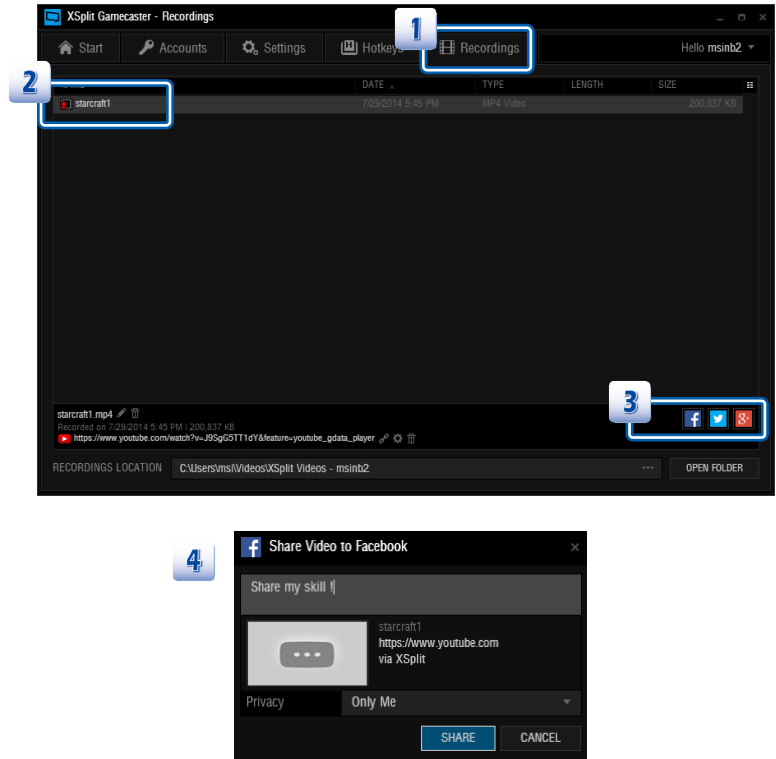 XSplit Gamecaster - Recordings
1
Start Accounts Settings Hotkeys Recordings Hello msinb2
2
NAME DATE TYPE LENGTH SIZE
starcraft1 7/29/2014 5:45 PM MP4 Video 200,837 KB
3
starcraft1.mp4
Recorded on 7/29/2014 5:45 PM | 200,837 KB
https://www.youtube.com/watch?v=J9SgG5TT1dY&feature=youtube_gdata_player
RECORDINGS LOCATION C:\Users\msi\Videos\XSplit Videos - msinb2 ... OPEN FOLDER
4
Share Video to Facebook
Share my skill !
starcraft1
https://www.youtube.com
via XSplit
Privacy Only Me
SHARE CANCEL